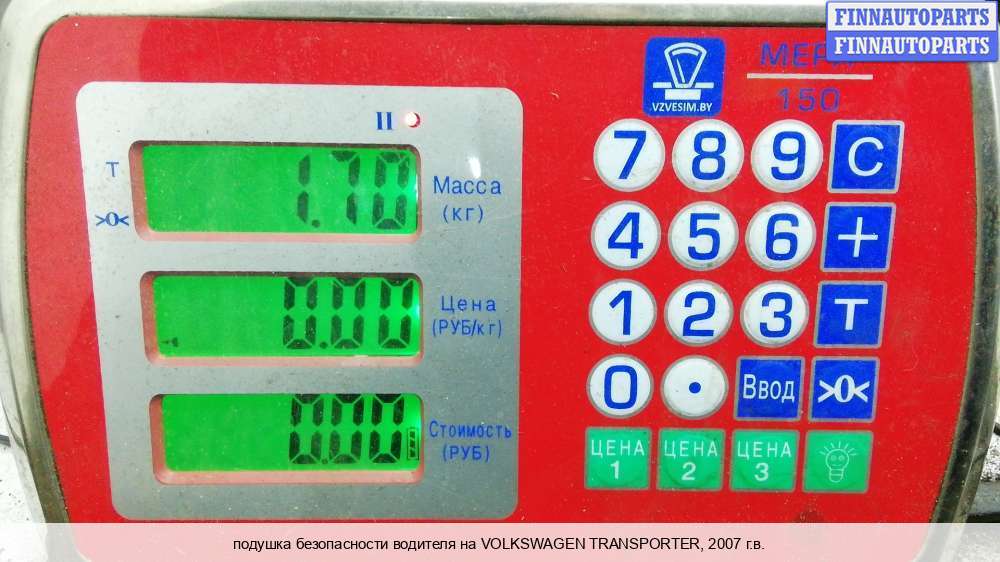 FINNAUTOPARTS
FINNAUTOPARTS
150
VZVESIM.BY
II
T
>0<
1.70
Масса
(кг)
0.00
Цена
(РУБ/кг)
0.00
Стоимость
(РУБ)
7 8 9 C
4 5 6 +
1 2 3 T
0 . Ввод >0<
ЦЕНА 1
ЦЕНА 2
ЦЕНА 3
подушка безопасности водителя на VOLKSWAGEN TRANSPORTER, 2007 г.в.